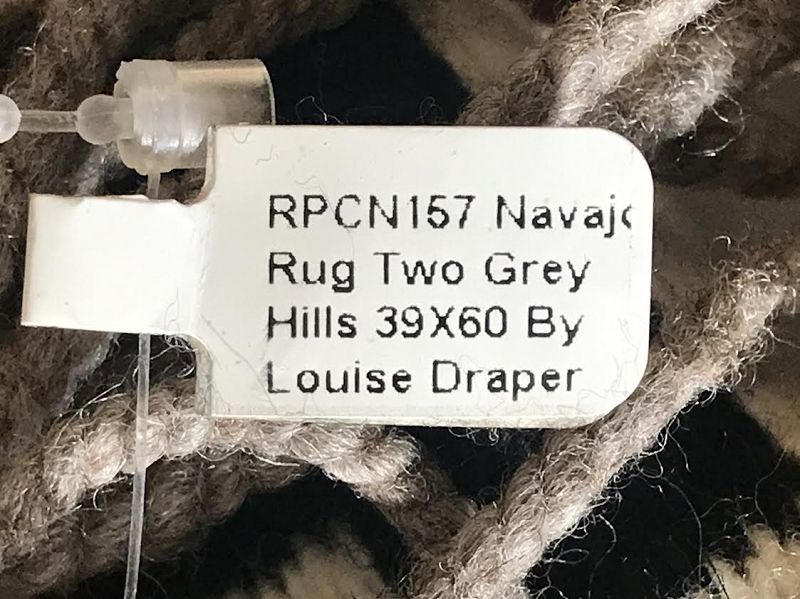 RPCN157 Navajo
Rug Two Grey
Hills 39X60 By
Louise Draper